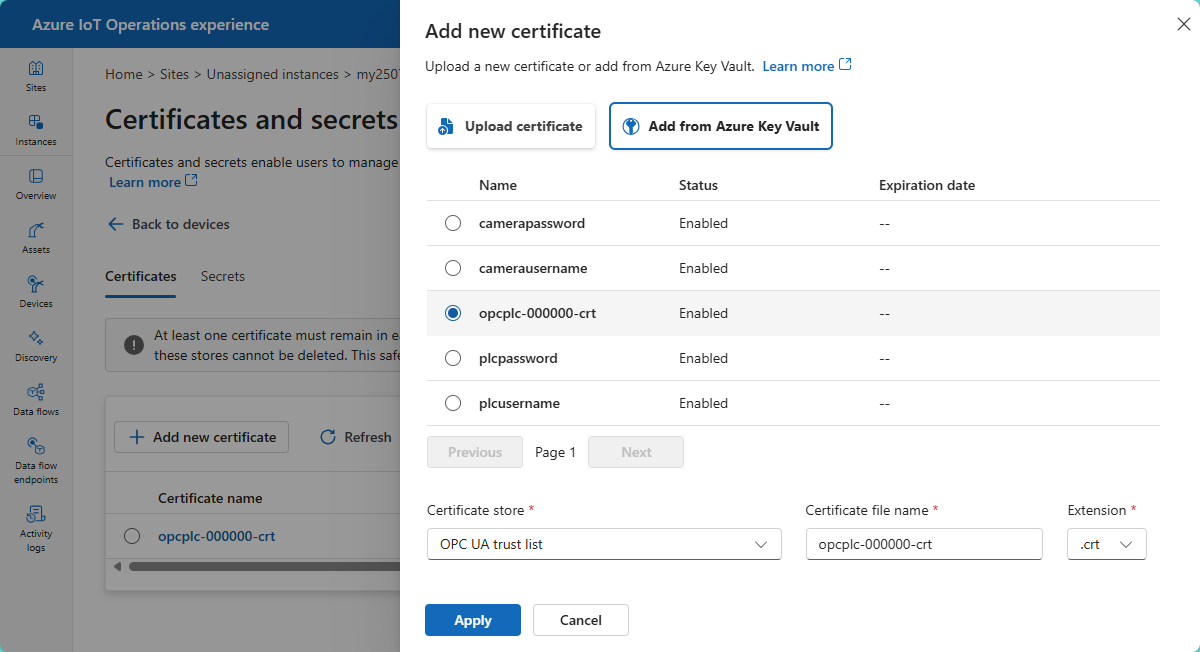 Azure IoT Operations experience
Sites
Instances
Overview
Assets
Devices
Discovery
Data flows
Data flow
endpoints
Activity
logs
Home > Sites > Unassigned instances >
Certificates and secrets
Certificates and secrets enable users to manage
Learn more
Back to devices
Certificates Secrets
At least one certificate must remain in
these stores cannot be deleted. This
Add new certificate Refresh
Certificate name
opcplc-000000-crt
Add new certificate
Upload a new certificate or add from Azure Key Vault. Learn more
Upload certificate Add from Azure Key Vault
Name Status Expiration date
camerapassword Enabled --
camerausername Enabled --
opcplc-000000-crt Enabled --
plcpassword Enabled --
plcusername Enabled --
Previous Page 1 Next
Certificate store * Certificate file name * Extension *
OPC UA trust list opcplc-000000-crt .crt
Apply Cancel